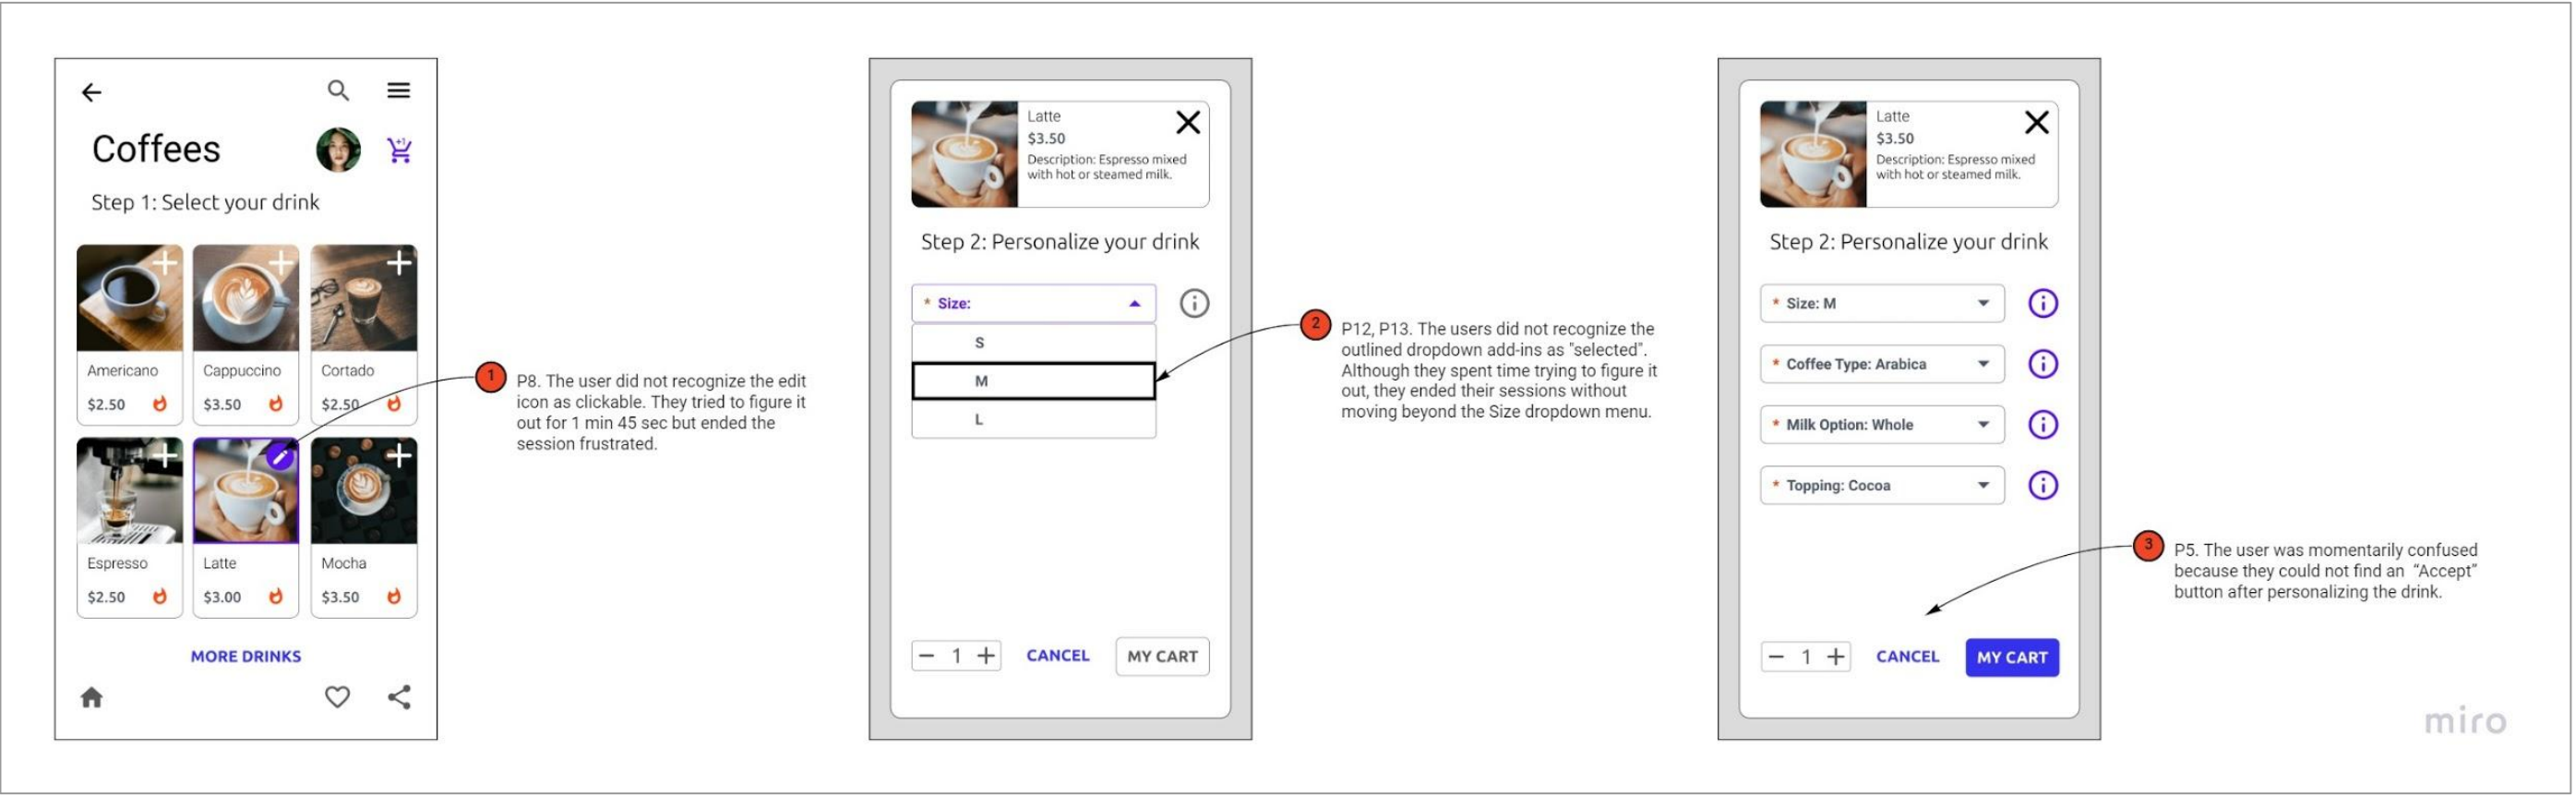 Coffees
+1
Step 1: Select your drink
Americano
$2.50
Cappuccino
$3.50
Cortado
$2.50
Espresso
$2.50
Latte
$3.00
Mocha
$3.50
MORE DRINKS
1
P8. The user did not recognize the edit
icon as clickable. They tried to figure it
out for 1 min 45 sec but ended the
session frustrated.
Latte
$3.50
Description: Espresso mixed
with hot or steamed milk.
Step 2: Personalize your drink
* Size:
S
M
L
− 1 +
CANCEL
MY CART
2
P12, P13. The users did not recognize the
outlined dropdown add-ins as "selected".
Although they spent time trying to figure it
out, they ended their sessions without
moving beyond the Size dropdown menu.
Latte
$3.50
Description: Espresso mixed
with hot or steamed milk.
Step 2: Personalize your drink
* Size: M
* Coffee Type: Arabica
* Milk Option: Whole
* Topping: Cocoa
− 1 +
CANCEL
MY CART
3
P5. The user was momentarily confused
because they could not find an “Accept”
button after personalizing the drink.
miro